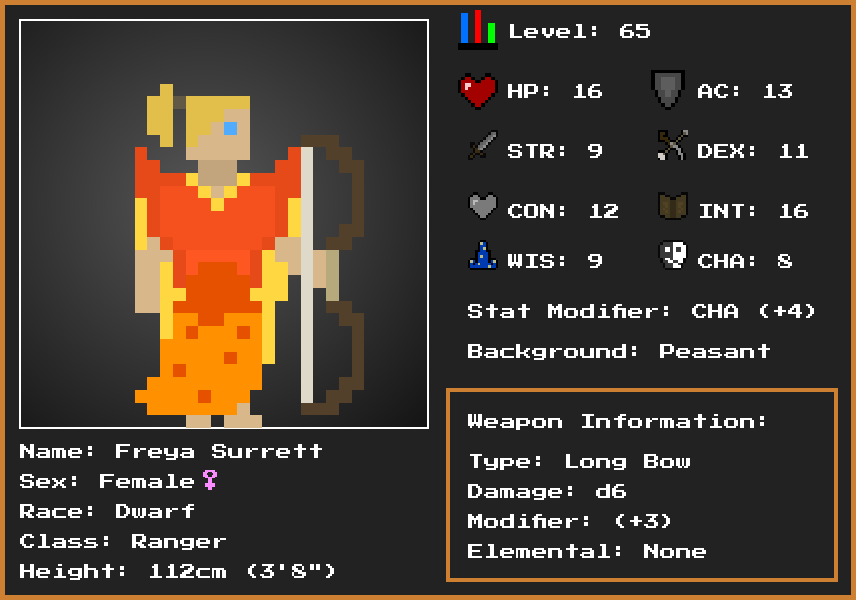 Level: 65
HP: 16 AC: 13
STR: 9 DEX: 11
CON: 12 INT: 16
WIS: 9 CHA: 8
Stat Modifier: CHA (+4)
Background: Peasant
Weapon Information:
Type: Long Bow
Damage: d6
Modifier: (+3)
Elemental: None
Name: Freya Surrett
Sex: Female♀
Race: Dwarf
Class: Ranger
Height: 112cm (3'8")